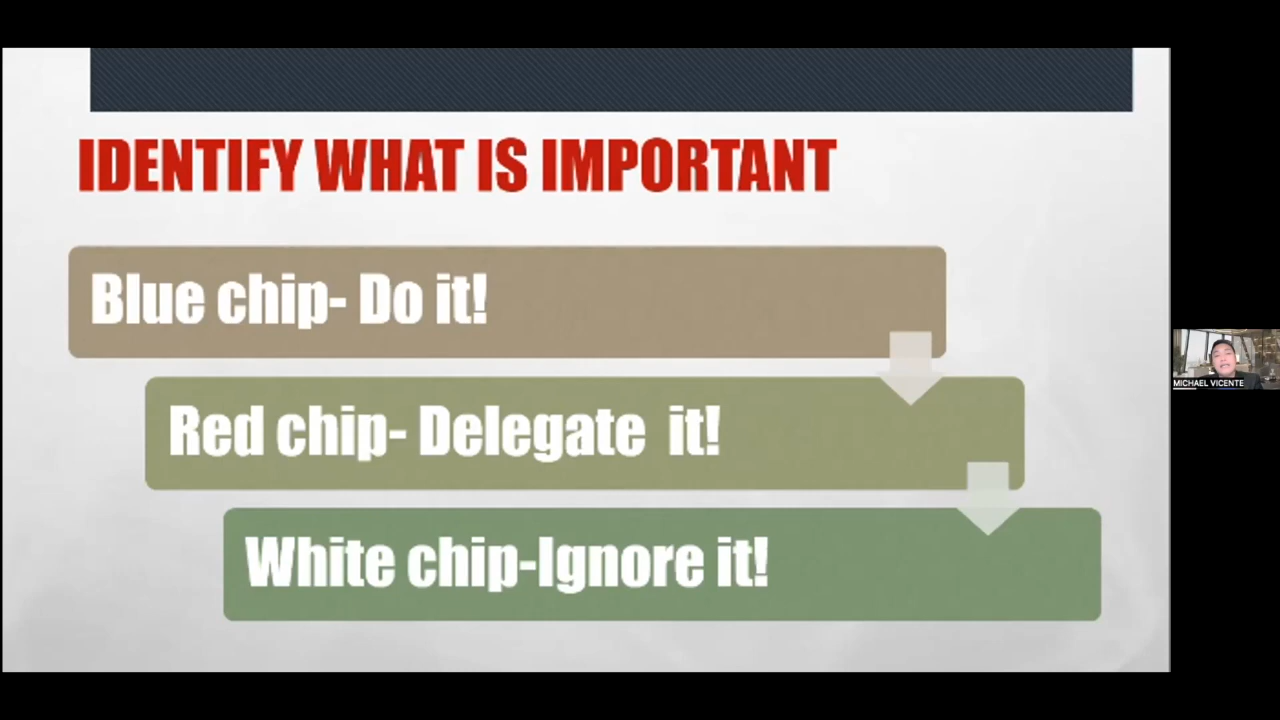 IDENTIFY WHAT IS IMPORTANT
Blue chip- Do it!
Red chip- Delegate  it!
White chip-Ignore it!
MICHAEL VICENTE